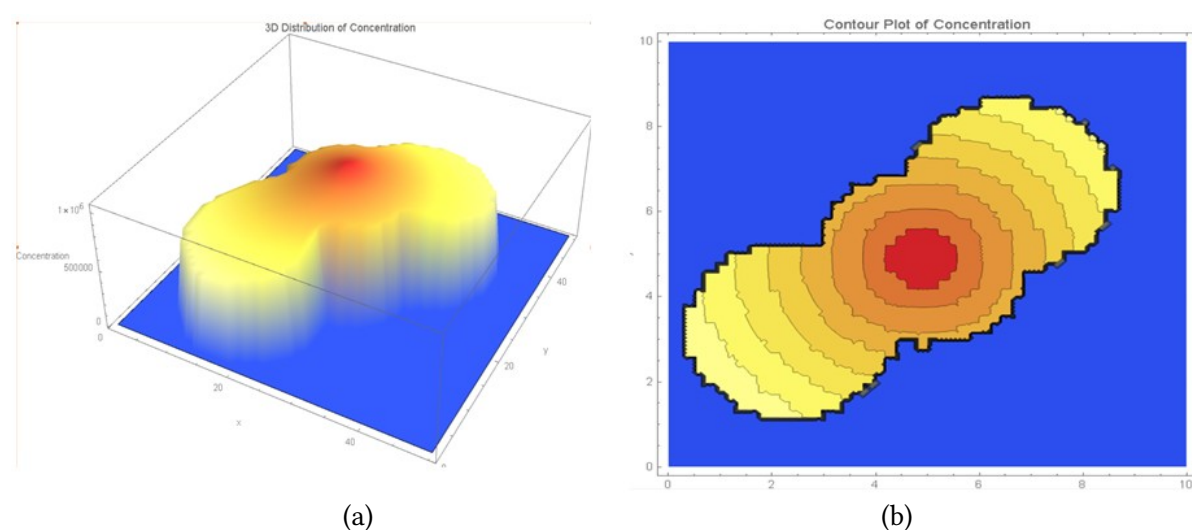 3D Distribution of Concentration
1 × 10⁶
Concentration
500000
0
0
20
40
x
0
20
40
y
(a)
Contour Plot of Concentration
10
8
6
4
2
0
0 2 4 6 8 10
(b)